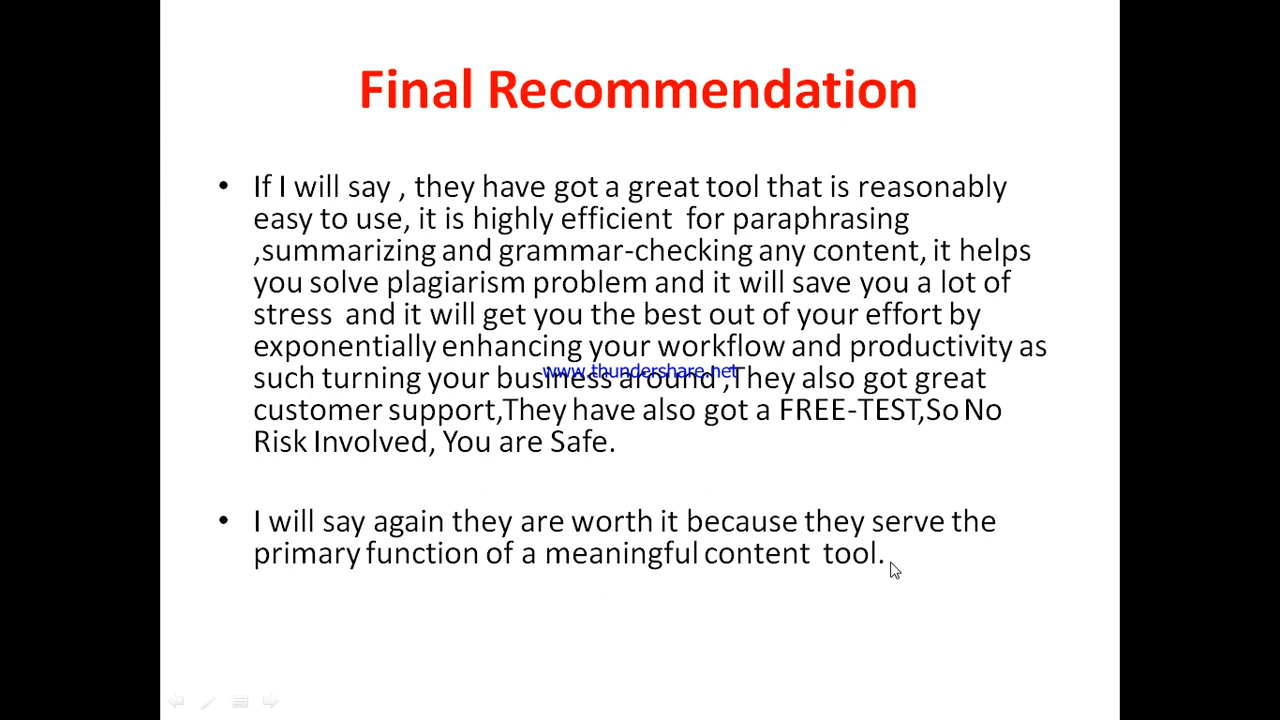 Final Recommendation
• If I will say , they have got a great tool that is reasonably
easy to use, it is highly efficient for paraphrasing
,summarizing and grammar-checking any content, it helps
you solve plagiarism problem and it will save you a lot of
stress and it will get you the best out of your effort by
exponentially enhancing your workflow and productivity as
www.thundershare.net
such turning your business around ,They also got great
customer support,They have also got a FREE-TEST,So No
Risk Involved, You are Safe.
• I will say again they are worth it because they serve the
primary function of a meaningful content tool.